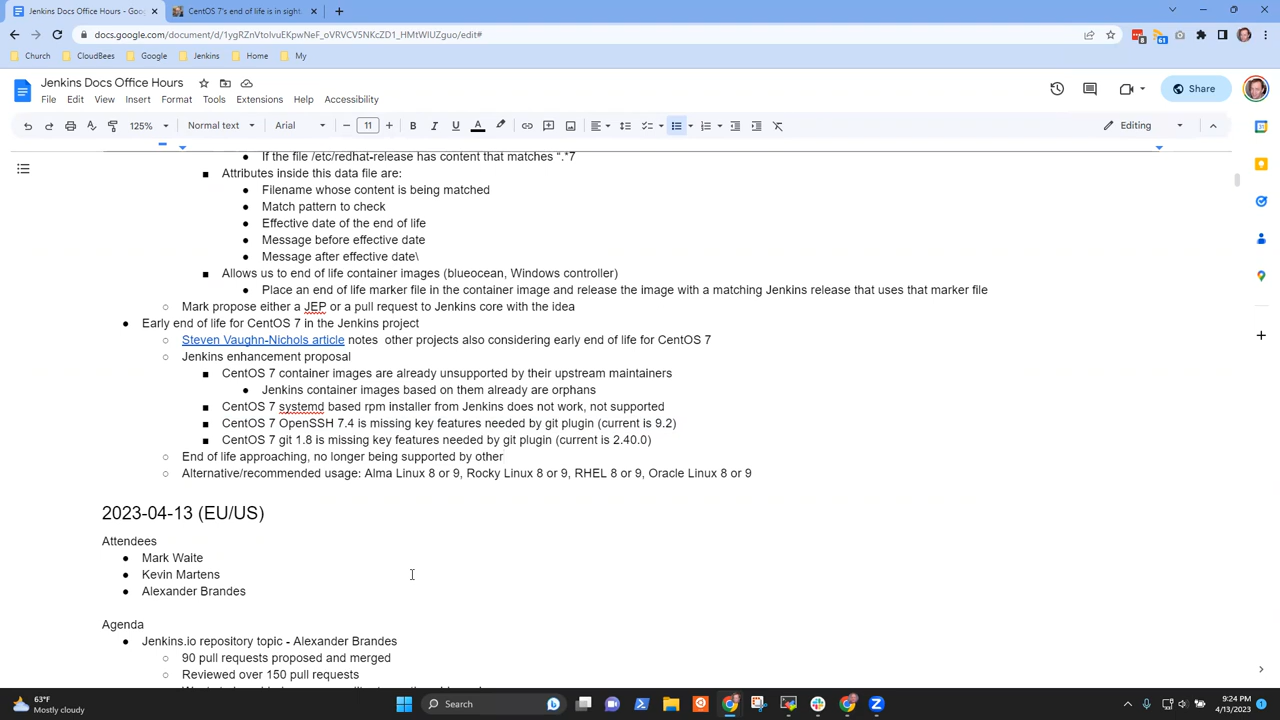 Jenkins Docs Office Hours - Goo
CentOS 7's end of life is in sight.
docs.google.com/document/d/1ygRZnVtoIvuEKpwNeF_oVRVCV5NKcZD1_HMtWIUZguo/edit#
Church
CloudBees
Google
Jenkins
Home
My
Jenkins Docs Office Hours
File Edit View Insert Format Tools Extensions Help Accessibility
Share
125% Normal text Arial 11 Editing
If the file /etc/redhat-release has content that matches ".*7
Attributes inside this data file are:
Filename whose content is being matched
Match pattern to check
Effective date of the end of life
Message before effective date
Message after effective date\
Allows us to end of life container images (blueocean, Windows controller)
Place an end of life marker file in the container image and release the image with a matching Jenkins release that uses that marker file
Mark propose either a JEP or a pull request to Jenkins core with the idea
Early end of life for CentOS 7 in the Jenkins project
Steven Vaughn-Nichols article notes  other projects also considering early end of life for CentOS 7
Jenkins enhancement proposal
CentOS 7 container images are already unsupported by their upstream maintainers
Jenkins container images based on them already are orphans
CentOS 7 systemd based rpm installer from Jenkins does not work, not supported
CentOS 7 OpenSSH 7.4 is missing key features needed by git plugin (current is 9.2)
CentOS 7 git 1.8 is missing key features needed by git plugin (current is 2.40.0)
End of life approaching, no longer being supported by other
Alternative/recommended usage: Alma Linux 8 or 9, Rocky Linux 8 or 9, RHEL 8 or 9, Oracle Linux 8 or 9
2023-04-13 (EU/US)
Attendees
Mark Waite
Kevin Martens
Alexander Brandes
Agenda
Jenkins.io repository topic - Alexander Brandes
90 pull requests proposed and merged
Reviewed over 150 pull requests
63°F
Mostly cloudy
Search
9:24 PM
4/13/2023